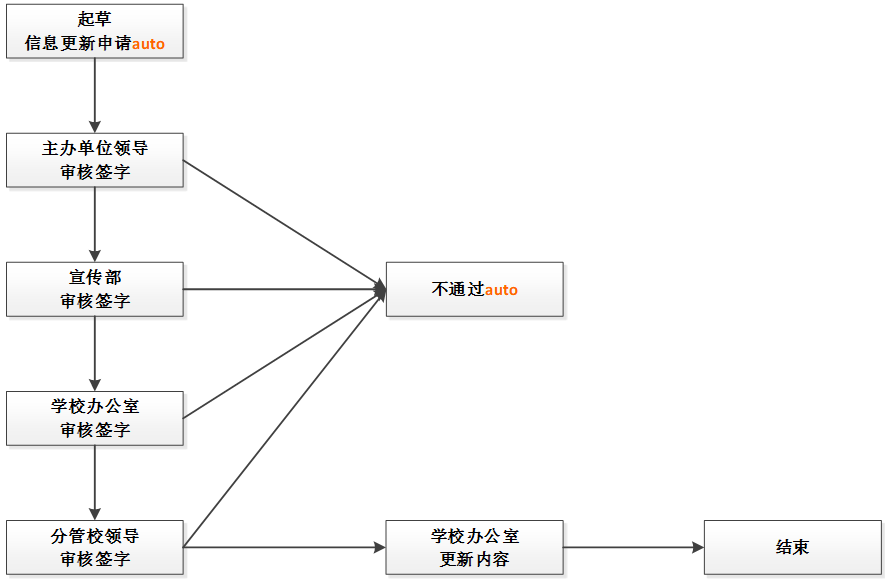 起草
信息更新申请auto
主办单位领导
审核签字
宣传部
审核签字
不通过auto
学校办公室
审核签字
分管校领导
审核签字
学校办公室
更新内容
结束